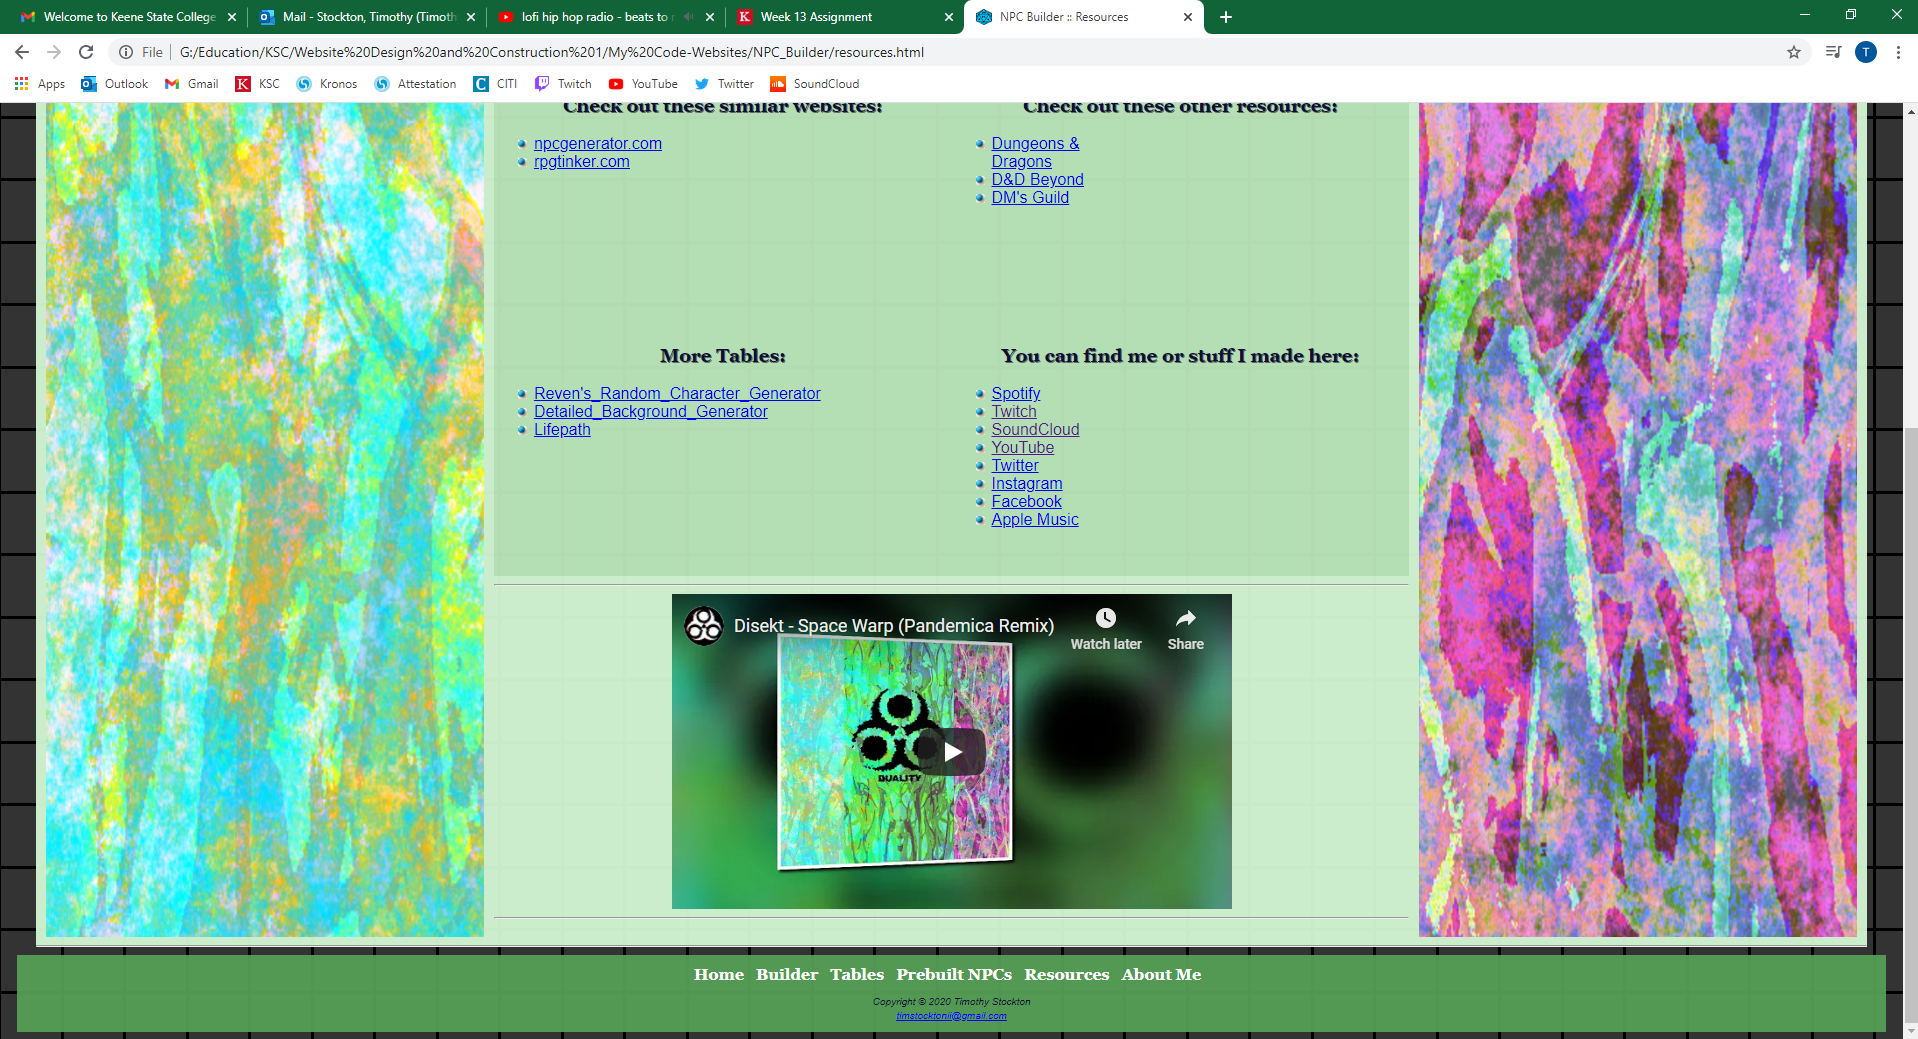 Welcome to Keene State College
Mail - Stockton, Timothy (Timoth
lofi hip hop radio - beats to r
Week 13 Assignment
NPC Builder :: Resources
File | G:/Education/KSC/Website%20Design%20and%20Construction%201/My%20Code-Websites/NPC_Builder/resources.html
T
Apps Outlook Gmail KSC Kronos Attestation CITI Twitch YouTube Twitter SoundCloud
Check out these similar websites:
npcgenerator.com
rpgtinker.com
Check out these other resources:
Dungeons &
Dragons
D&D Beyond
DM's Guild
More Tables:
Reven's_Random_Character_Generator
Detailed_Background_Generator
Lifepath
You can find me or stuff I made here:
Spotify
Twitch
SoundCloud
YouTube
Twitter
Instagram
Facebook
Apple Music
Disekt - Space Warp (Pandemica Remix)
Watch later
Share
DUALITY
Home Builder Tables Prebuilt NPCs Resources About Me
Copyright © 2020 Timothy Stockton
timstocktonii@gmail.com